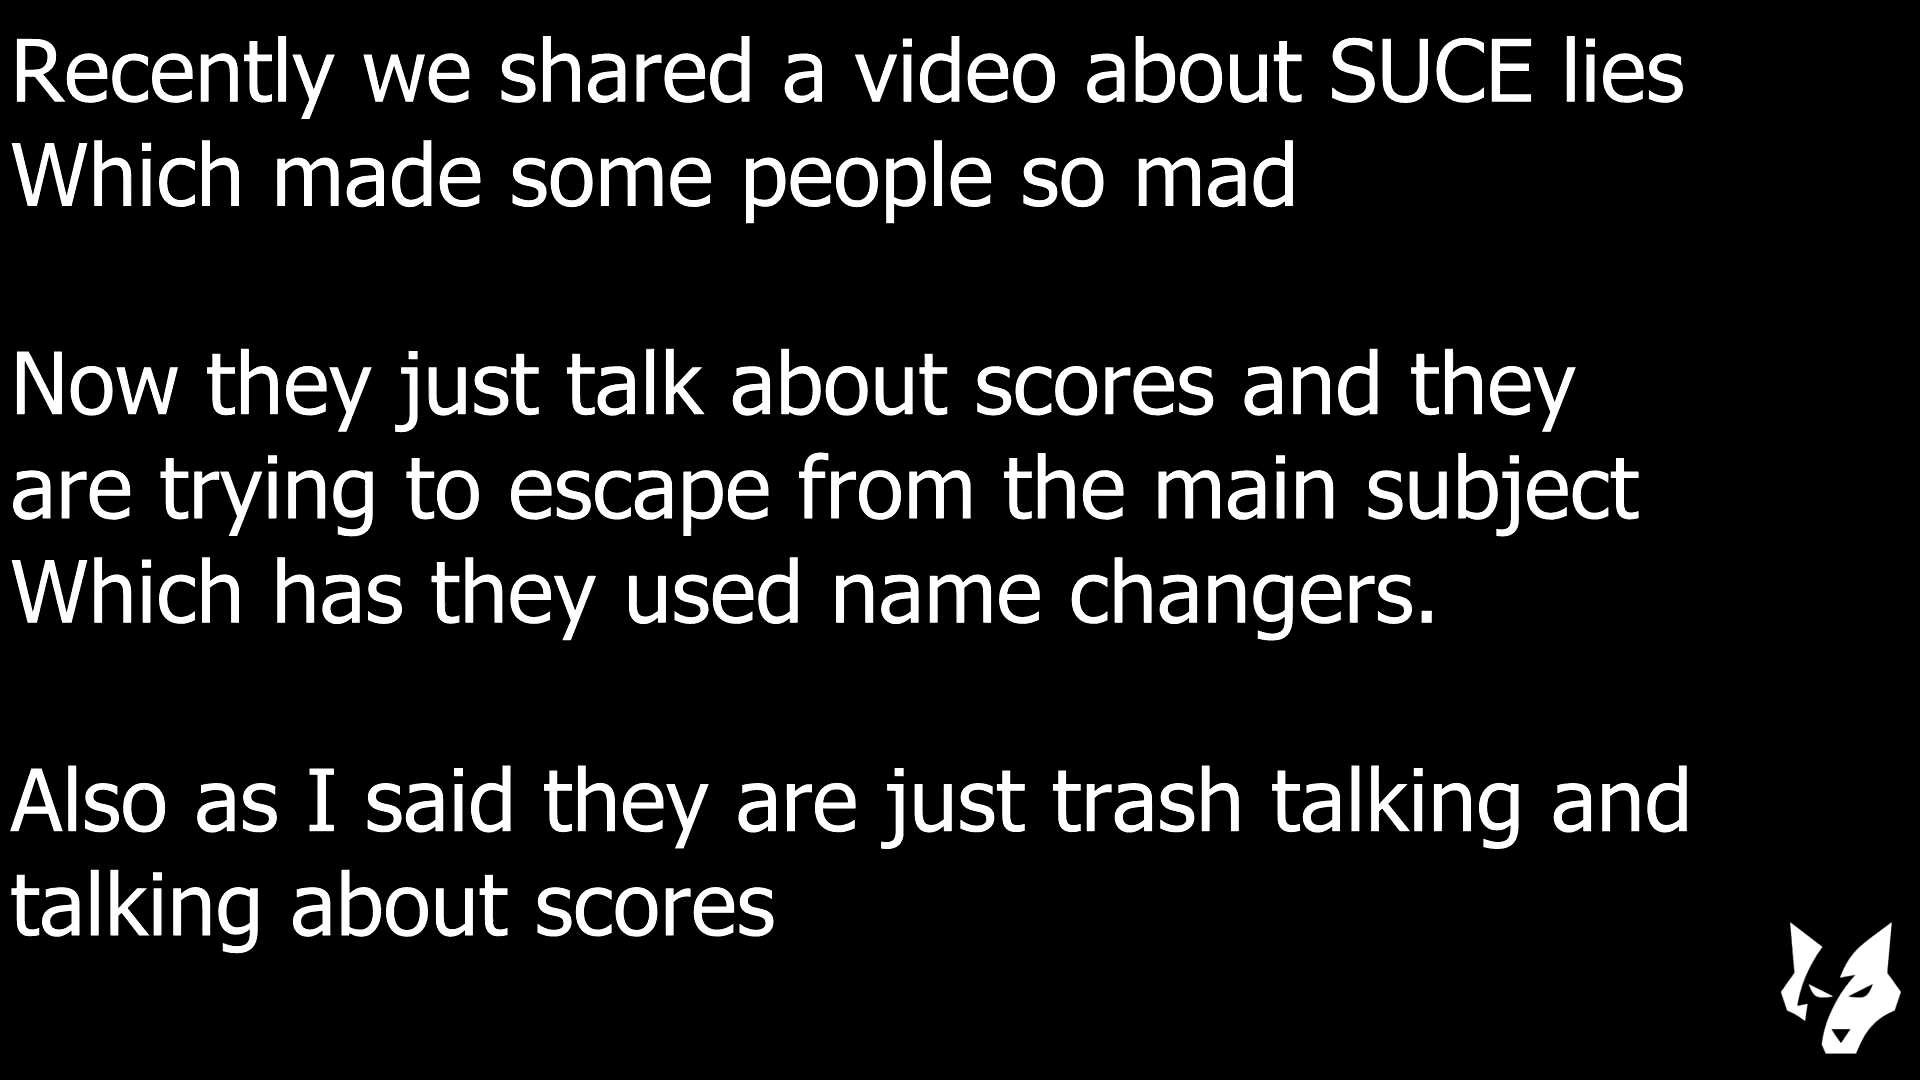 Recently we shared a video about SUCE lies
Which made some people so mad
Now they just talk about scores and they
are trying to escape from the main subject
Which has they used name changers.
Also as I said they are just trash talking and
talking about scores